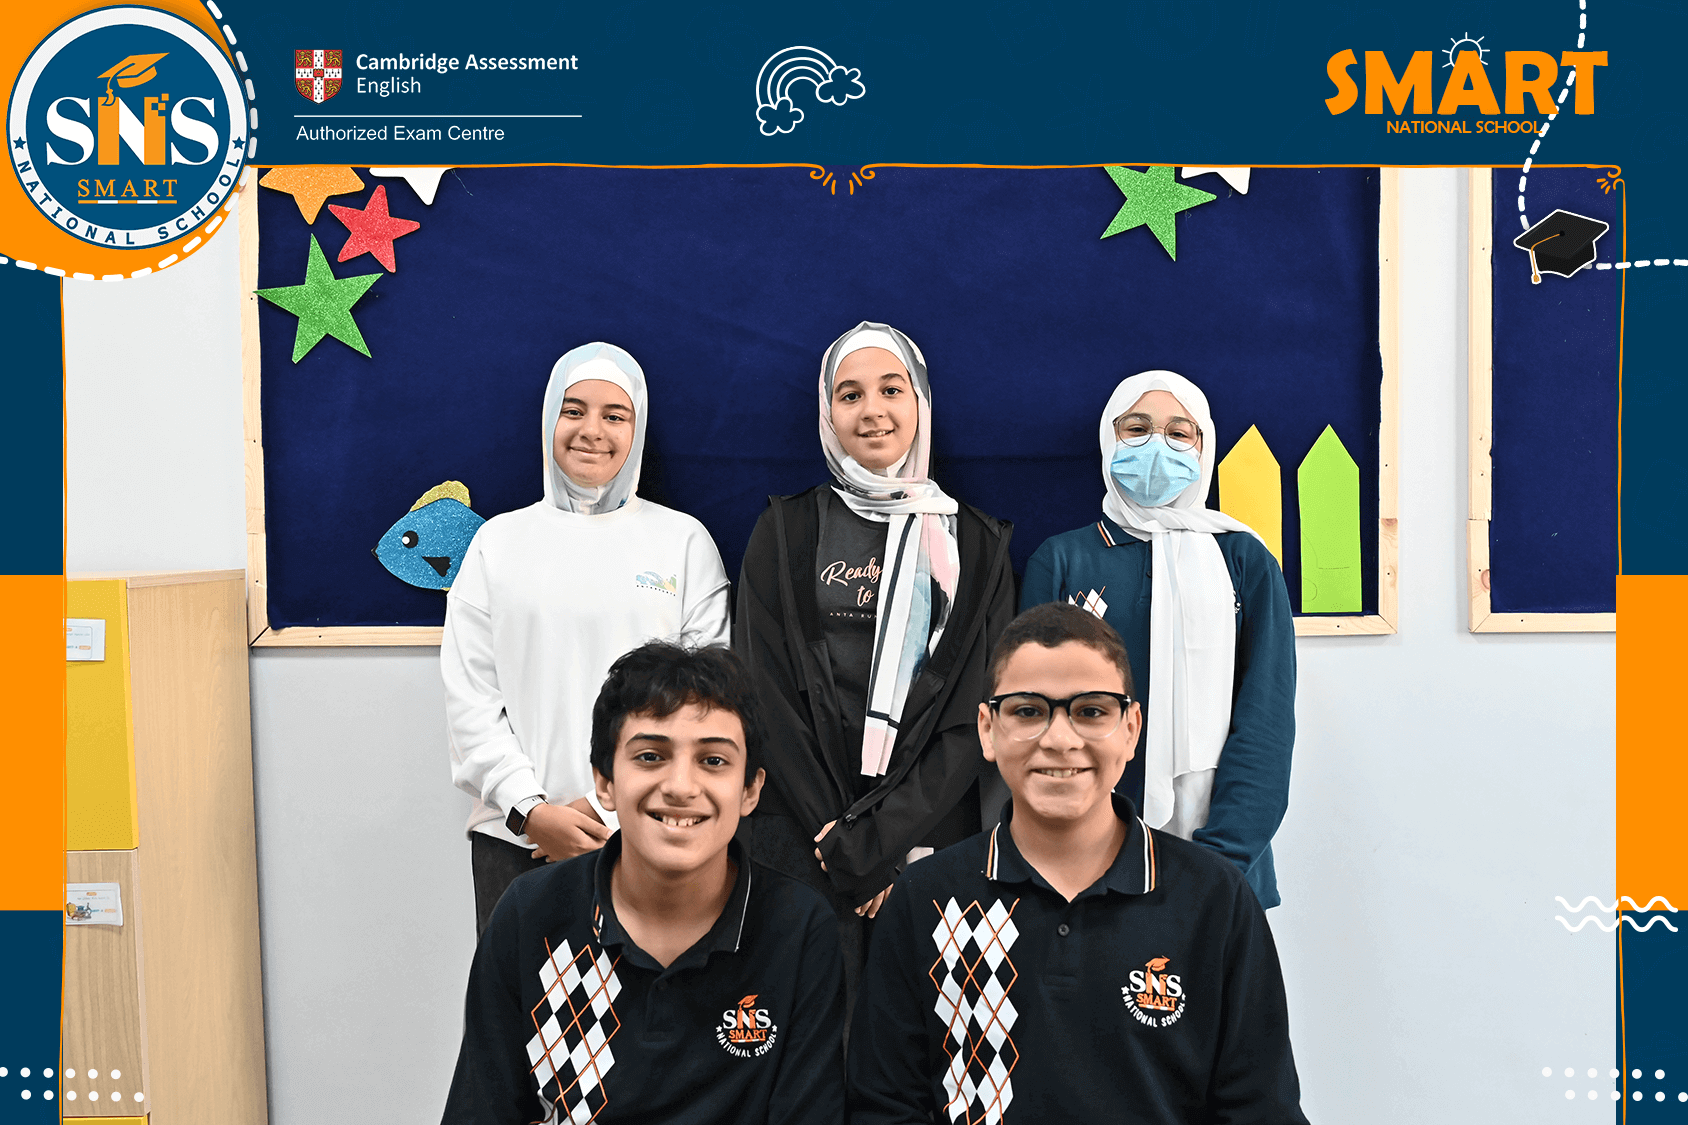 SNS
SMART
NATIONAL SCHOOL
Cambridge Assessment
English
Authorized Exam Centre
SMART
NATIONAL SCHOOL
Ready
to
SNS
SMART
NATIONAL SCHOOL
SNS
SMART
NATIONAL SCHOOL